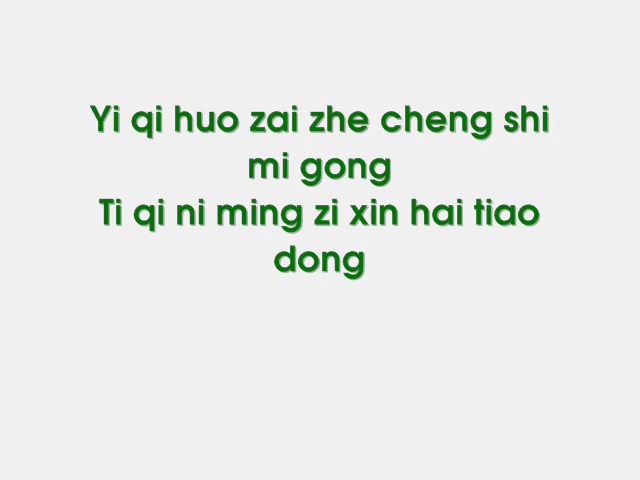 Yi qi huo zai zhe cheng shi
mi gong
Ti qi ni ming zi xin hai tiao
dong